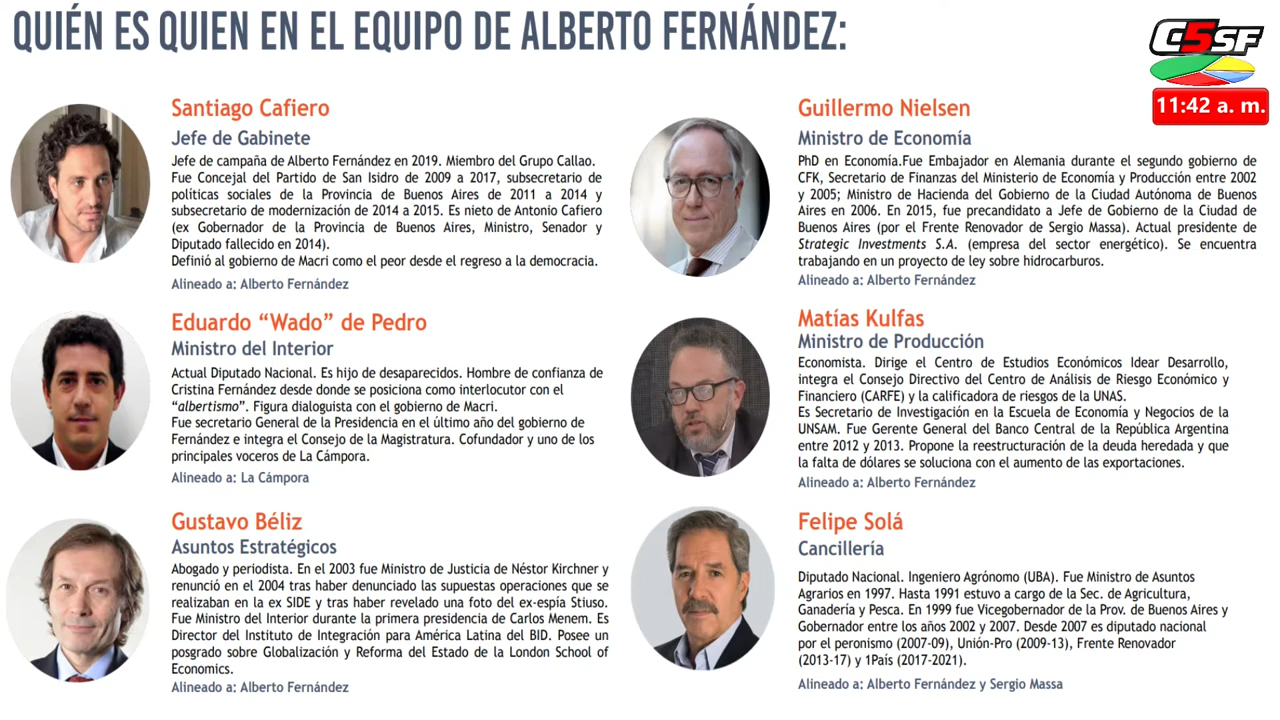 QUIÉN ES QUIEN EN EL EQUIPO DE ALBERTO FERNÁNDEZ:
C5SF
11:42 a. m.
Santiago Cafiero
Jefe de Gabinete
Jefe de campaña de Alberto Fernández en 2019. Miembro del Grupo Callao.
Fue Concejal del Partido de San Isidro de 2009 a 2017, subsecretario de
políticas sociales de la Provincia de Buenos Aires de 2011 a 2014 y
subsecretario de modernización de 2014 a 2015. Es nieto de Antonio Cafiero
(ex Gobernador de la Provincia de Buenos Aires, Ministro, Senador y
Diputado fallecido en 2014).
Definió al gobierno de Macri como el peor desde el regreso a la democracia.
Alineado a: Alberto Fernández
Guillermo Nielsen
Ministro de Economía
PhD en Economía.Fue Embajador en Alemania durante el segundo gobierno de
CFK, Secretario de Finanzas del Ministerio de Economía y Producción entre 2002
y 2005; Ministro de Hacienda del Gobierno de la Ciudad Autónoma de Buenos
Aires en 2006. En 2015, fue precandidato a Jefe de Gobierno de la Ciudad de
Buenos Aires (por el Frente Renovador de Sergio Massa). Actual presidente de
Strategic Investments S.A. (empresa del sector energético). Se encuentra
trabajando en un proyecto de ley sobre hidrocarburos.
Alineado a: Alberto Fernández
Eduardo “Wado” de Pedro
Ministro del Interior
Actual Diputado Nacional. Es hijo de desaparecidos. Hombre de confianza de
Cristina Fernández desde donde se posiciona como interlocutor con el
“albertismo”. Figura dialoguista con el gobierno de Macri.
Fue secretario General de la Presidencia en el último año del gobierno de
Fernández e integra el Consejo de la Magistratura. Cofundador y uno de los
principales voceros de La Cámpora.
Alineado a: La Cámpora
Matías Kulfas
Ministro de Producción
Economista. Dirige el Centro de Estudios Económicos Idear Desarrollo,
integra el Consejo Directivo del Centro de Análisis de Riesgo Económico y
Financiero (CARFE) y la calificadora de riesgos de la UNAS.
Es Secretario de Investigación en la Escuela de Economía y Negocios de la
UNSAM. Fue Gerente General del Banco Central de la República Argentina
entre 2012 y 2013. Propone la reestructuración de la deuda heredada y que
la falta de dólares se soluciona con el aumento de las exportaciones.
Alineado a: Alberto Fernández
Gustavo Béliz
Asuntos Estratégicos
Abogado y periodista. En el 2003 fue Ministro de Justicia de Néstor Kirchner y
renunció en el 2004 tras haber denunciado las supuestas operaciones que se
realizaban en la ex SIDE y tras haber revelado una foto del ex-espía Stiuso.
Fue Ministro del Interior durante la primera presidencia de Carlos Menem. Es
Director del Instituto de Integración para América Latina del BID. Posee un
posgrado sobre Globalización y Reforma del Estado de la London School of
Economics.
Alineado a: Alberto Fernández
Felipe Solá
Cancillería
Diputado Nacional. Ingeniero Agrónomo (UBA). Fue Ministro de Asuntos
Agrarios en 1997. Hasta 1991 estuvo a cargo de la Sec. de Agricultura,
Ganadería y Pesca. En 1999 fue Vicegobernador de la Prov. de Buenos Aires y
Gobernador entre los años 2002 y 2007. Desde 2007 es diputado nacional
por el peronismo (2007-09), Unión-Pro (2009-13), Frente Renovador
(2013-17) y 1País (2017-2021).
Alineado a: Alberto Fernández y Sergio Massa